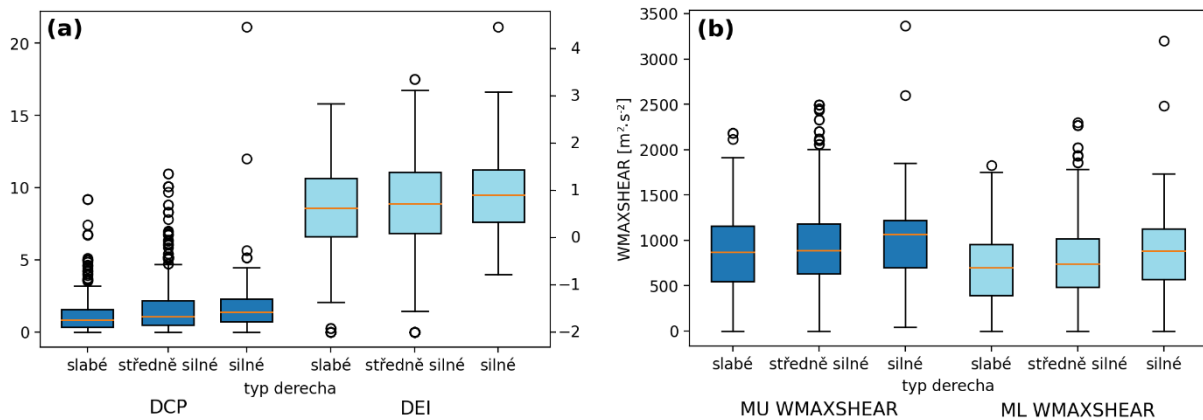 (a)
20
15
10
5
0
4
3
2
1
0
−1
−2
slabé středně silné silné slabé středně silné silné
typ derecha
DCP DEI
(b)
WMAXSHEAR [m²·s⁻²]
3500
3000
2500
2000
1500
1000
500
0
slabé středně silné silné slabé středně silné silné
typ derecha
MU WMAXSHEAR ML WMAXSHEAR